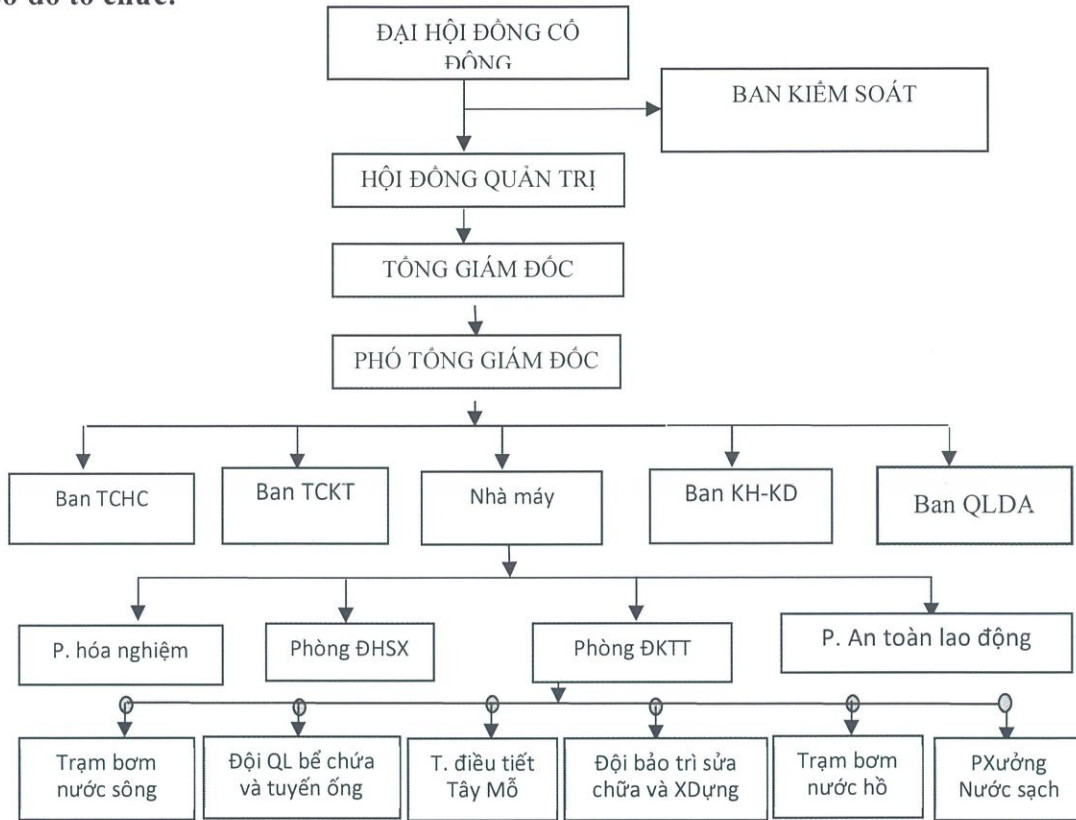 tổ chức:
ĐẠI HỘI ĐỒNG CỔ
ĐÔNG
BAN KIỂM SOÁT
HỘI ĐỒNG QUẢN TRỊ
TỔNG GIÁM ĐỐC
PHÓ TỔNG GIÁM ĐỐC
Ban TCHC
Ban TCKT
Nhà máy
Ban KH-KD
Ban QLDA
P. hóa nghiệm
Phòng ĐHSX
Phòng ĐKTT
P. An toàn lao động
Trạm bơm
nước sông
Đội QL bể chứa
và tuyến ống
T. điều tiết
Tây Mỗ
Đội bảo trì sửa
chữa và XDựng
Trạm bơm
nước hồ
PXưởng
Nước sạch